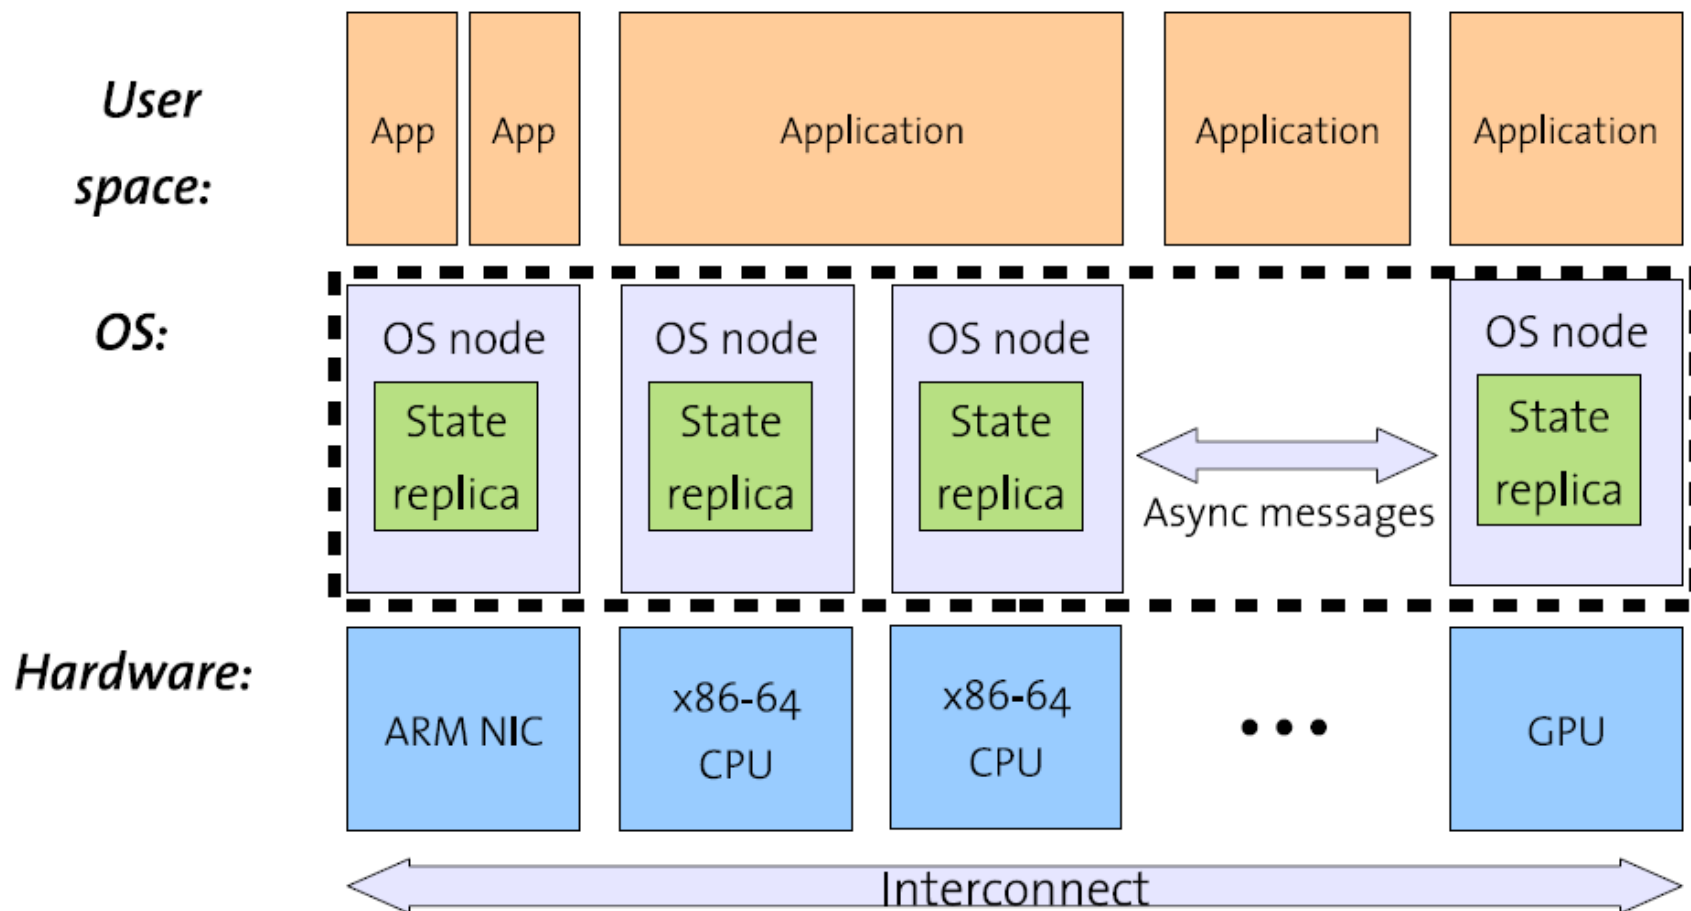 User
space:
App
App
Application
Application
Application
OS:
OS node
State
replica
OS node
State
replica
OS node
State
replica
Async messages
OS node
State
replica
Hardware:
ARM NIC
x86-64
CPU
x86-64
CPU
•••
GPU
Interconnect